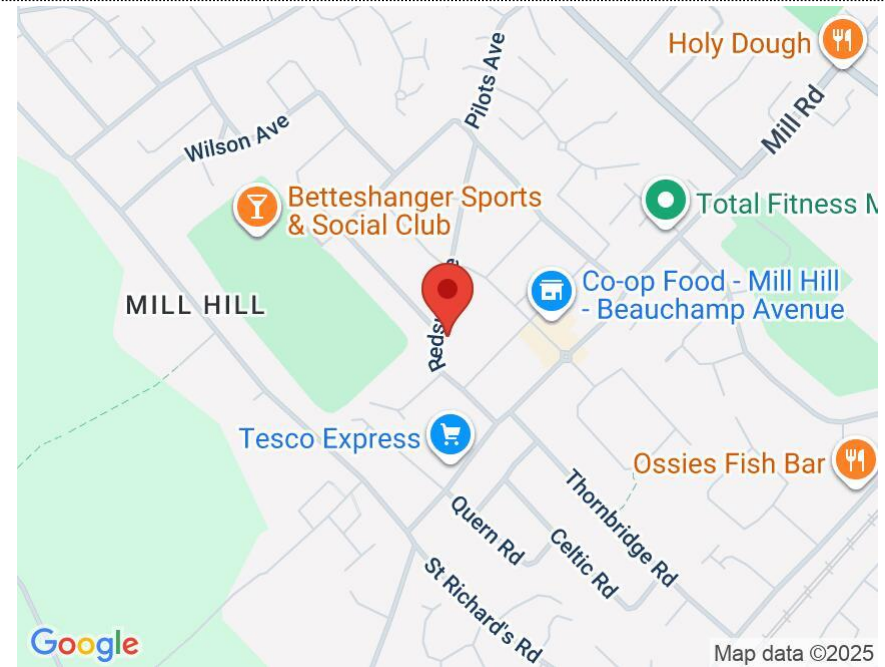 Holy Dough
Pilots Ave
Mill Rd
Wilson Ave
Betteshanger Sports
& Social Club
Total Fitness M
Co-op Food - Mill Hill
- Beauchamp Avenue
MILL HILL
Tesco Express
Ossies Fish Bar
Thornbridge Rd
Quern Rd
Celtic Rd
St Richard's Rd
Google
Map data ©2025